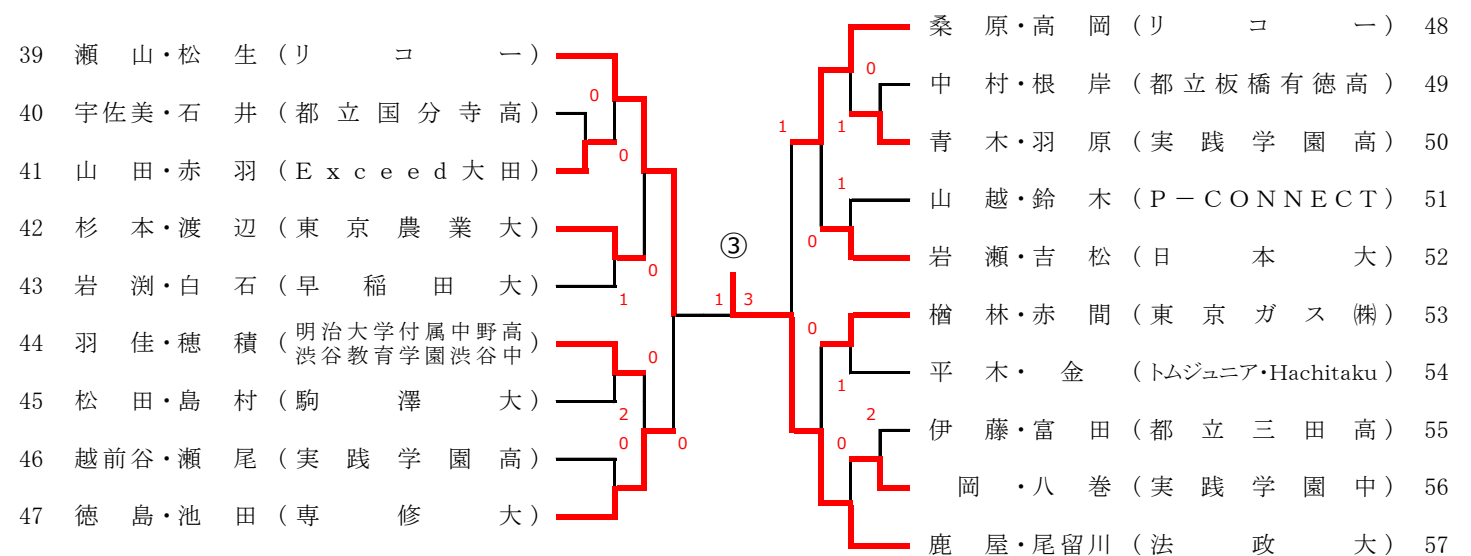 39 瀬山・松生(リコー)
40 宇佐美・石井(都立国分寺高)
41 山田・赤羽(Exceed大田)
42 杉本・渡辺(東京農業大)
43 岩渕・白石(早稲田大)
44 羽佳・穂積(明治大学付属中野高
渋谷教育学園渋谷中)
45 松田・島村(駒澤大)
46 越前谷・瀬尾(実践学園高)
47 徳島・池田(専修大)
0
0
0
1
0
2
0
0
③
1 3
桑原・高岡(リコー) 48
中村・根岸(都立板橋有徳高) 49
青木・羽原(実践学園高) 50
山越・鈴木(P-CONNECT) 51
岩瀬・吉松(日本大) 52
楢林・赤間(東京ガス㈱) 53
平木・金(トムジュニア・Hachitaku) 54
伊藤・富田(都立三田高) 55
岡・八巻(実践学園中) 56
鹿屋・尾留川(法政大) 57
0
1
1
1
0
0
1
2
0